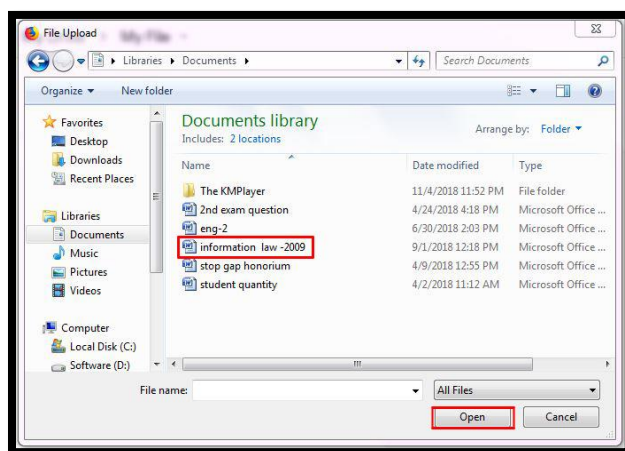 File Upload
Libraries ▸ Documents ▸
Search Documents
Organize ▾ New folder
Favorites
Desktop
Downloads
Recent Places
Libraries
Documents
Music
Pictures
Videos
Computer
Local Disk (C:)
Software (D:)
Documents library
Includes: 2 locations
Arrange by: Folder ▾
Name Date modified Type
The KMPlayer 11/4/2018 11:52 PM File folder
2nd exam question 4/24/2018 4:18 PM Microsoft Office ...
eng-2 6/30/2018 2:03 PM Microsoft Office ...
information law -2009 9/1/2018 12:18 PM Microsoft Office ...
stop gap honorium 4/9/2018 12:55 PM Microsoft Office ...
student quantity 4/2/2018 11:12 AM Microsoft Office ...
File name:
All Files
Open Cancel